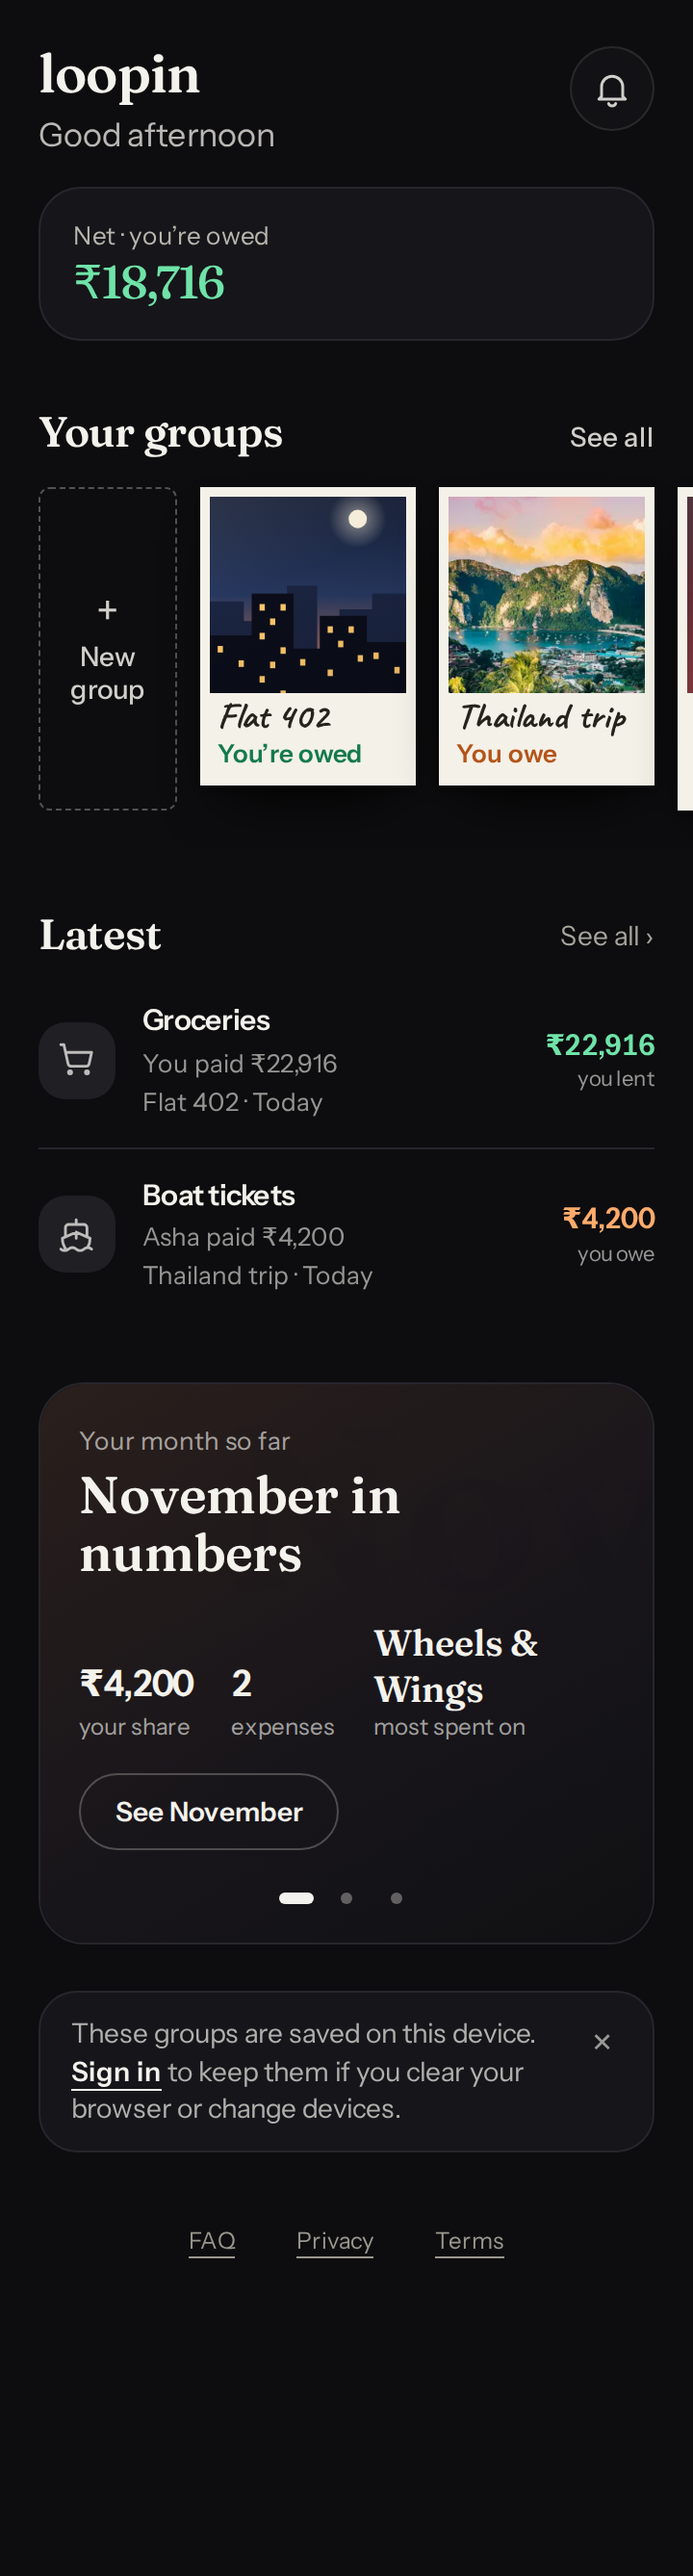 loopin
Good afternoon
Net · you’re owed
₹18,716
Your groups
See all
+
New
group
Flat 402
You’re owed
Thailand trip
You owe
Latest
See all ›
Groceries
You paid ₹22,916
Flat 402 · Today
₹22,916
you lent
Boat tickets
Asha paid ₹4,200
Thailand trip · Today
₹4,200
you owe
Your month so far
November in
numbers
₹4,200
your share
2
expenses
Wheels &
Wings
most spent on
See November
These groups are saved on this device.
Sign in to keep them if you clear your
browser or change devices.
×
FAQ
Privacy
Terms